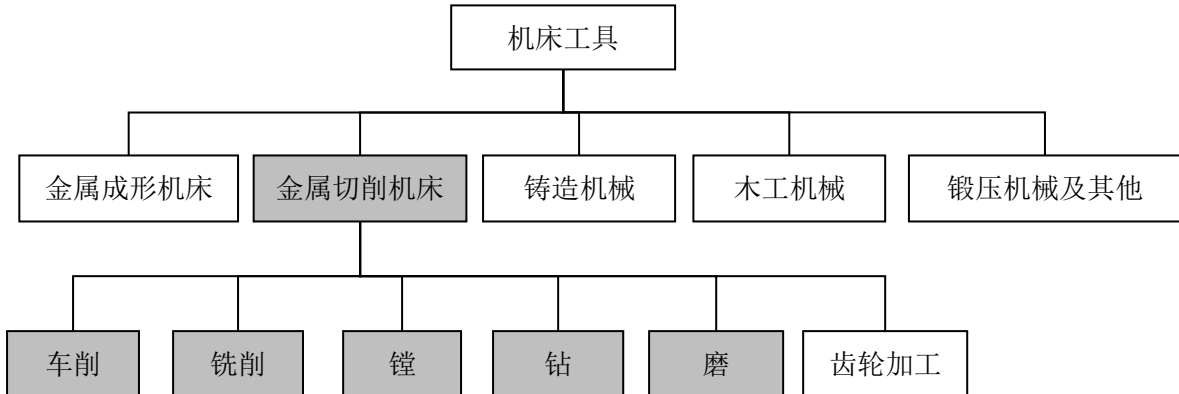 机床工具
金属成形机床
金属切削机床
铸造机械
木工机械
锻压机械及其他
车削
铣削
镗
钻
磨
齿轮加工